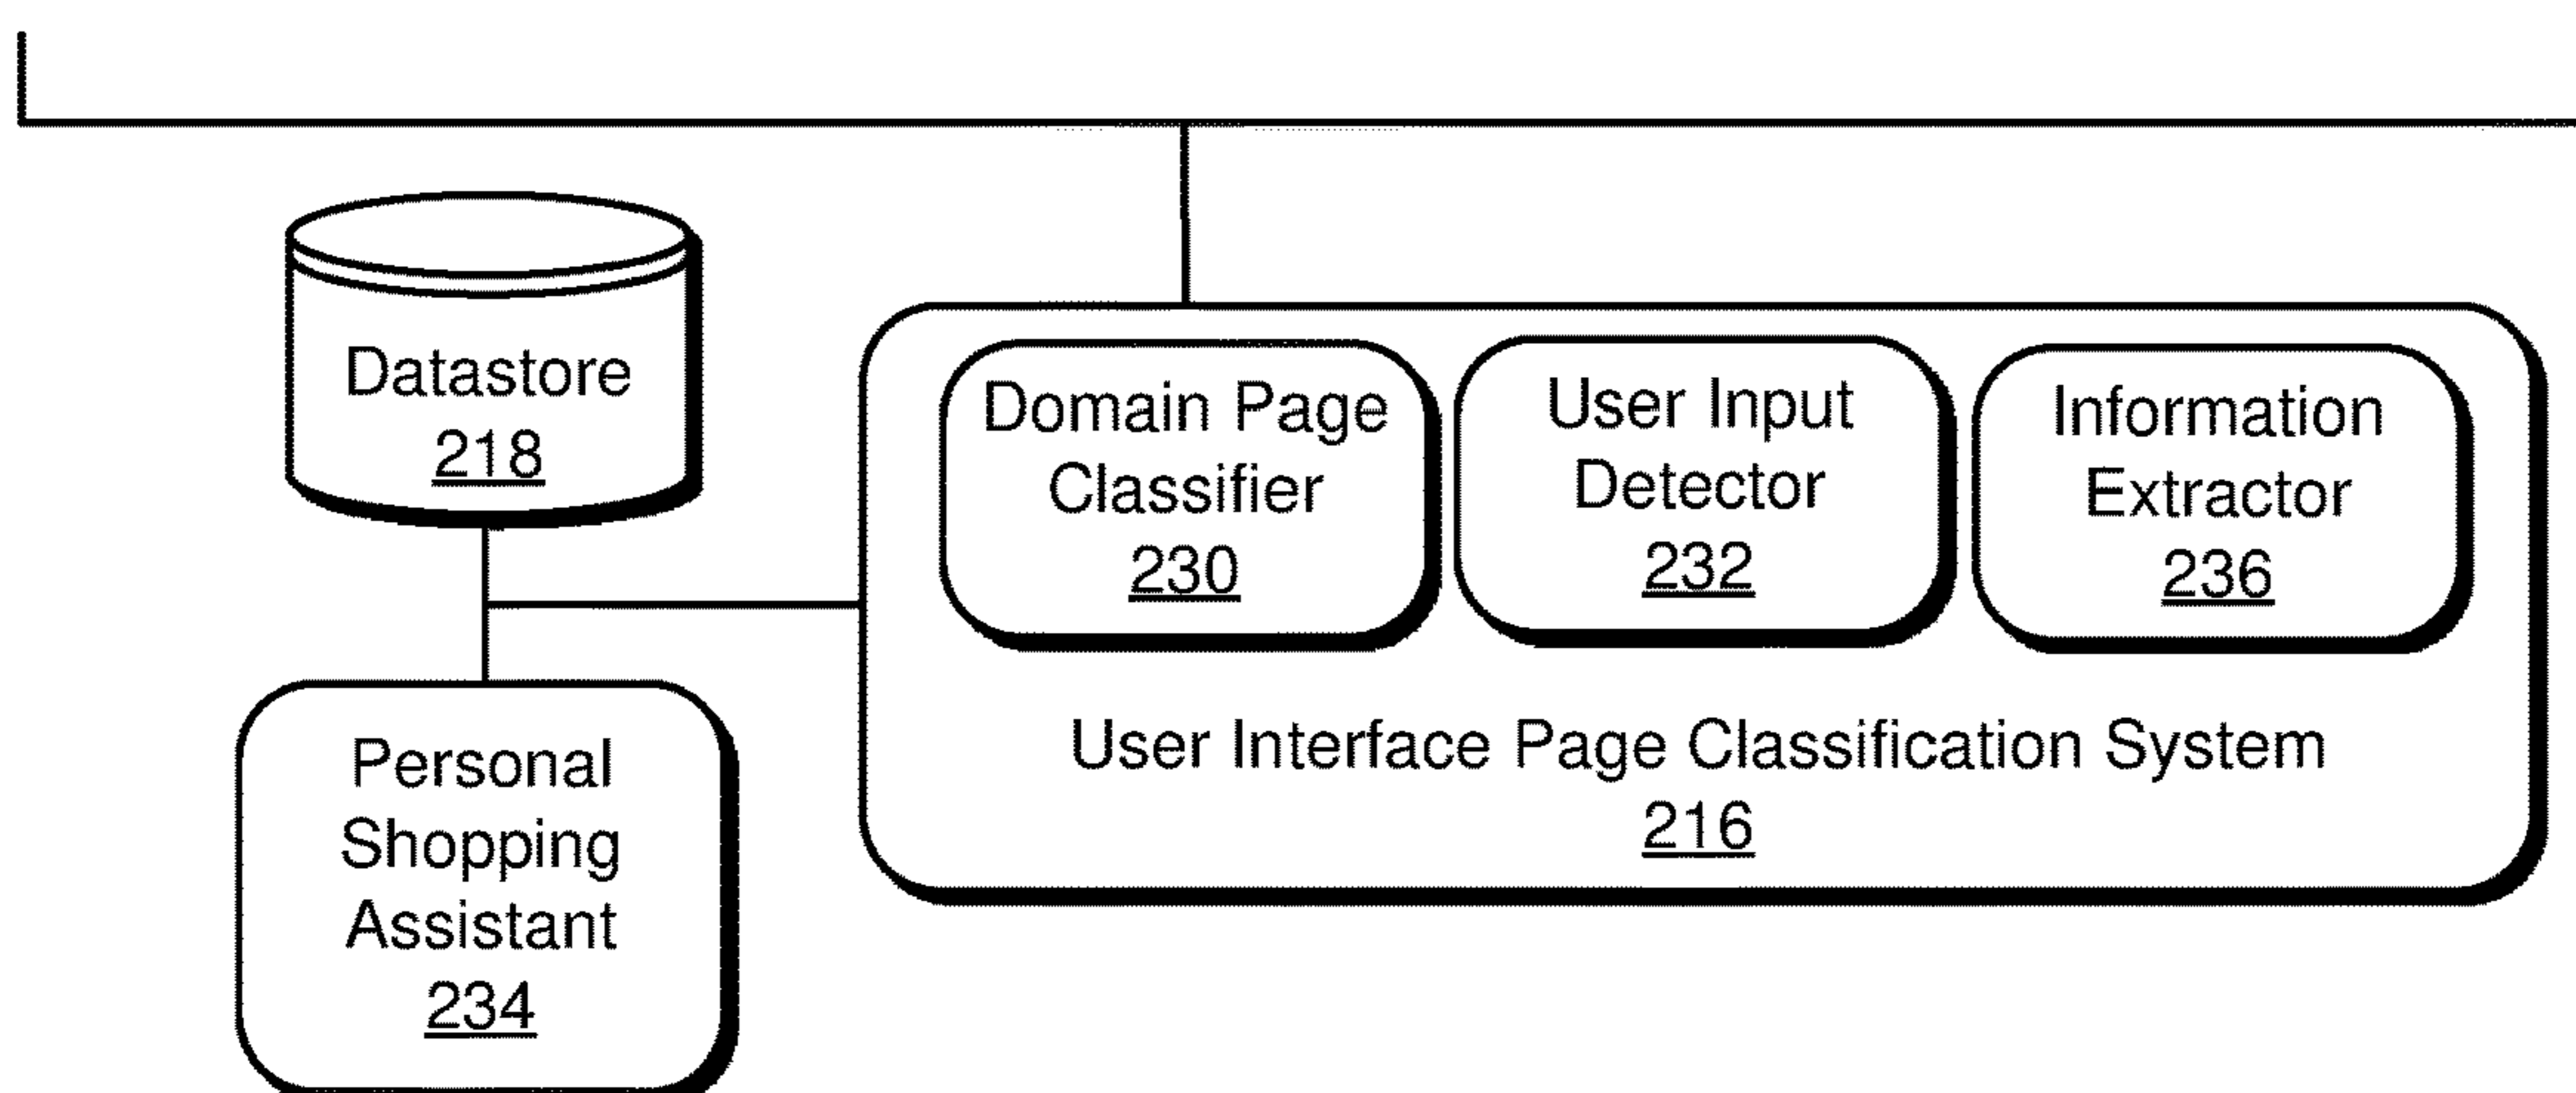 Datastore
218
Domain Page
Classifier
230
User Input
Detector
232
Information
Extractor
236
User Interface Page Classification System
216
Personal
Shopping
Assistant
234